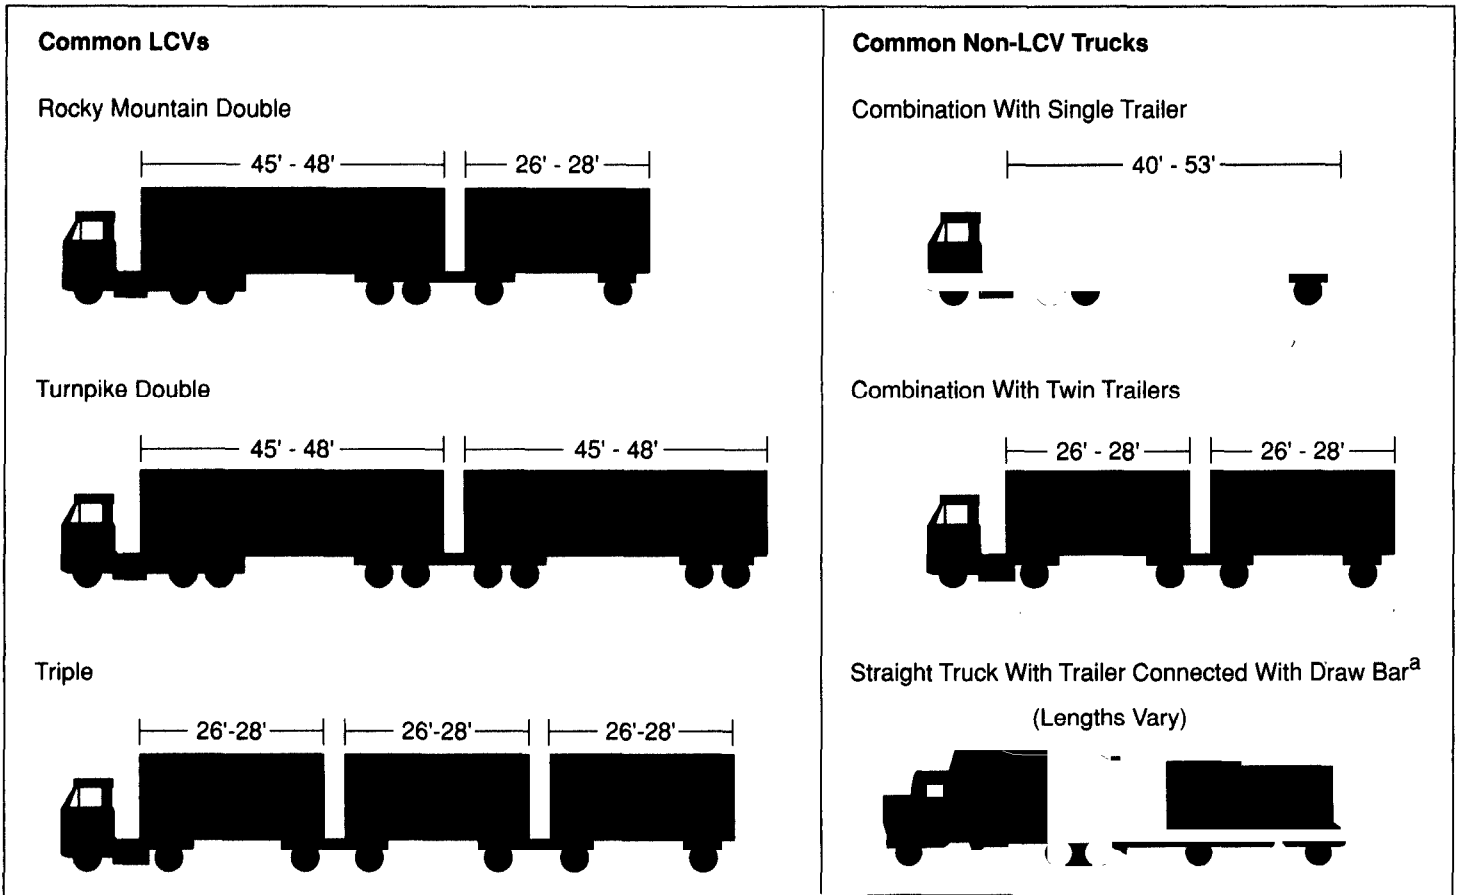 Common LCVs
Rocky Mountain Double
45' - 48' 26' - 28'
Turnpike Double
45' - 48' 45' - 48'
Triple
26'-28' 26'-28' 26'-28'
Common Non-LCV Trucks
Combination With Single Trailer
40' - 53'
Combination With Twin Trailers
26' - 28' 26' - 28'
Straight Truck With Trailer Connected With Draw Bara
(Lengths Vary)